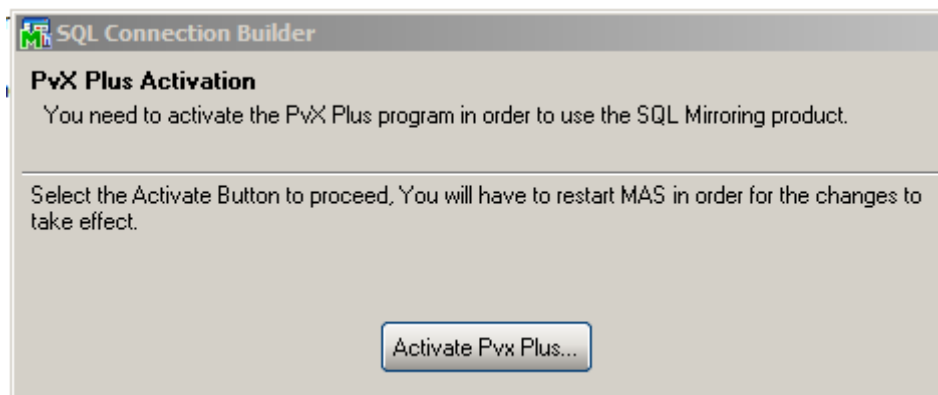 SQL Connection Builder
PvX Plus Activation
You need to activate the PvX Plus program in order to use the SQL Mirroring product.
Select the Activate Button to proceed, You will have to restart MAS in order for the changes to
take effect.
Activate Pvx Plus...